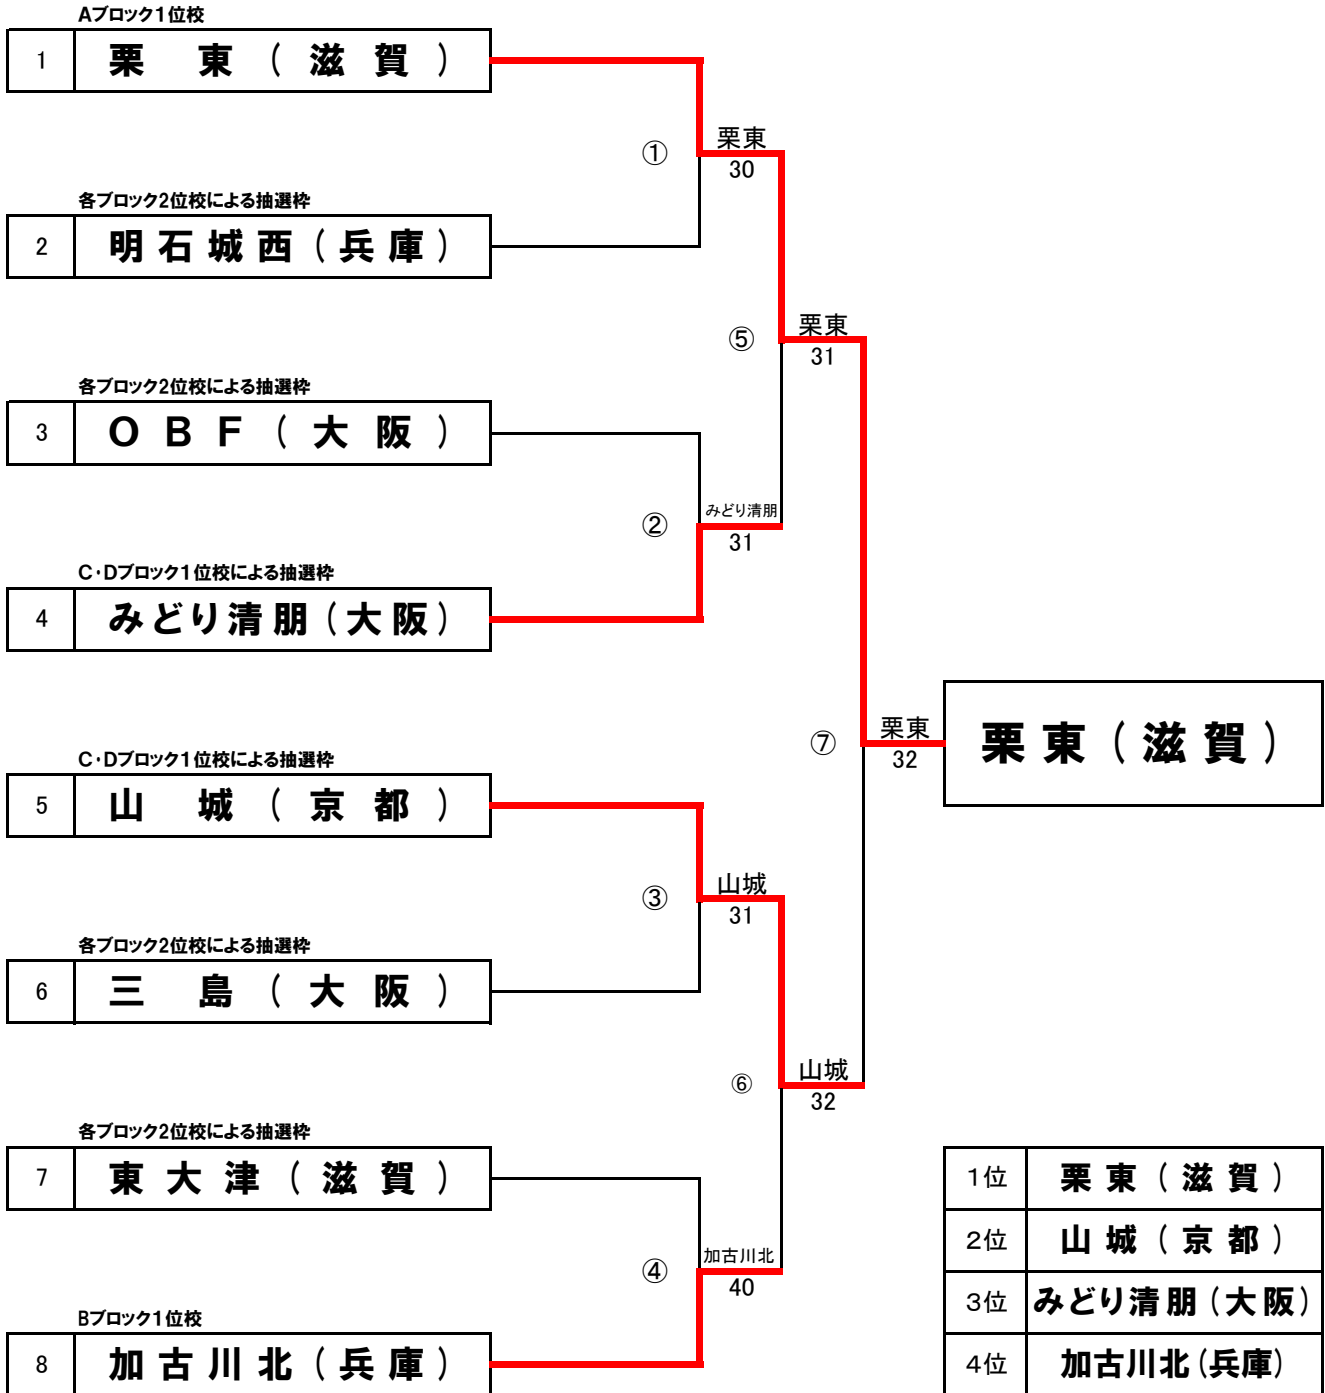 Aブロック1位校
1 栗東(滋賀)
① 栗東
30
各ブロック2位校による抽選枠
2 明石城西(兵庫)
⑤ 栗東
31
各ブロック2位校による抽選枠
3 OBF(大阪)
② みどり清朋
31
C・Dブロック1位校による抽選枠
4 みどり清朋(大阪)
⑦ 栗東
32
栗東(滋賀)
C・Dブロック1位校による抽選枠
5 山城(京都)
③ 山城
31
各ブロック2位校による抽選枠
6 三島(大阪)
⑥ 山城
32
各ブロック2位校による抽選枠
7 東大津(滋賀)
④ 加古川北
40
Bブロック1位校
8 加古川北(兵庫)
1位 栗東(滋賀)
2位 山城(京都)
3位 みどり清朋(大阪)
4位 加古川北(兵庫)